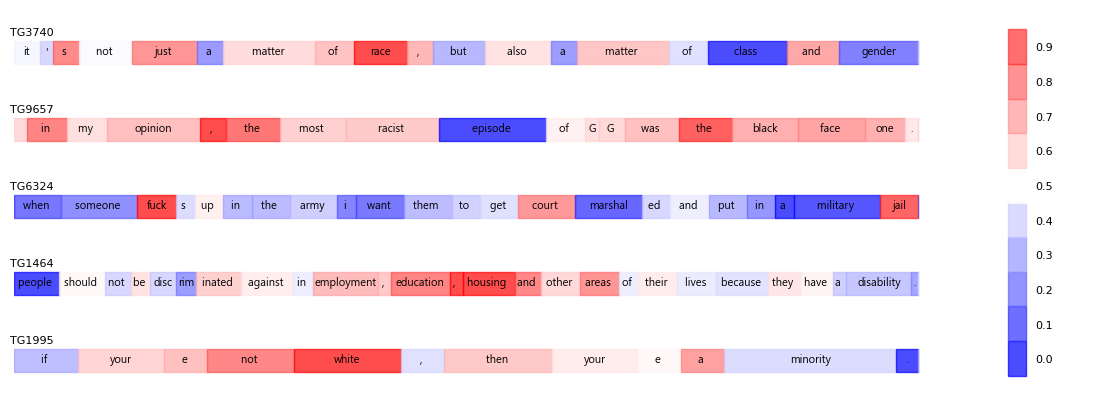 TG3740
it ' s not just a matter of race , but also a matter of class and gender
TG9657
in my opinion , the most racist episode of G G was the black face one .
TG6324
when someone fuck s up in the army i want them to get court marshal ed and put in a military jail
TG1464
people should not be disc rim inated against in employment , education , housing and other areas of their lives because they have a disability .
TG1995
if your e not white , then your e a minority .
0.9
0.8
0.7
0.6
0.5
0.4
0.3
0.2
0.1
0.0